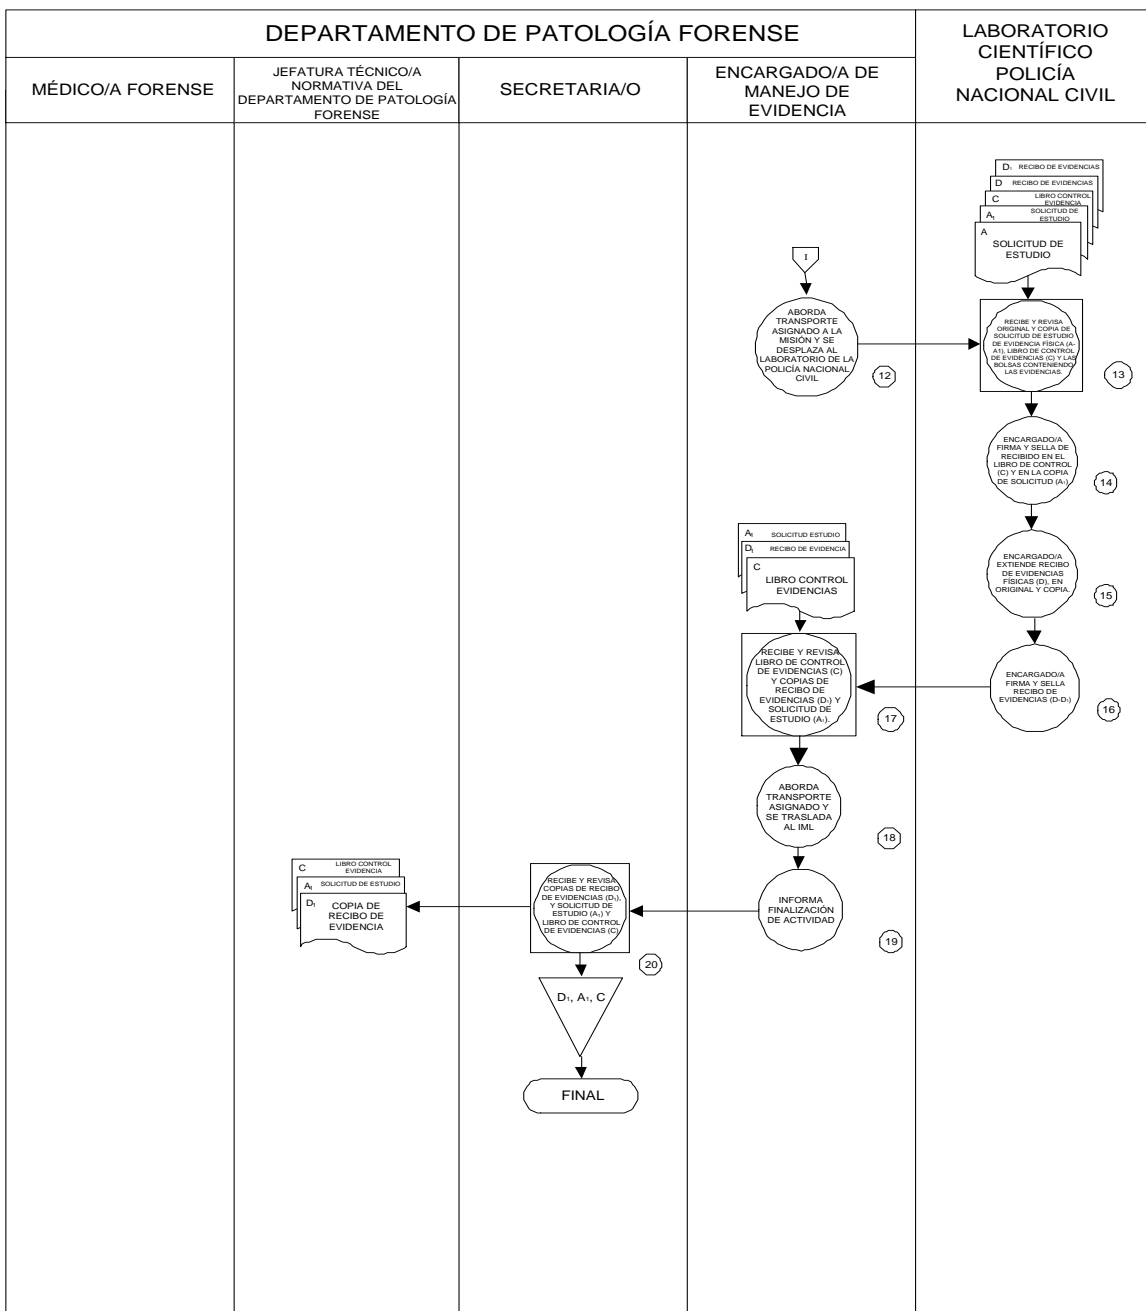 DEPARTAMENTO DE PATOLOGÍA FORENSE
LABORATORIO
CIENTÍFICO
POLICÍA
NACIONAL CIVIL
MÉDICO/A FORENSE
JEFATURA TÉCNICO/A
NORMATIVA DEL
DEPARTAMENTO DE PATOLOGÍA
FORENSE
SECRETARIA/O
ENCARGADO/A DE
MANEJO DE
EVIDENCIA
D1 RECIBO DE EVIDENCIAS
D RECIBO DE EVIDENCIAS
C LIBRO CONTROL
EVIDENCIA
A1 SOLICITUD DE
ESTUDIO
A
SOLICITUD DE
ESTUDIO
I
ABORDA
TRANSPORTE
ASIGNADO A LA
MISIÓN Y SE
DESPLAZA AL
LABORATORIO DE LA
POLICÍA NACIONAL
CIVIL
12
RECIBE Y REVISA
ORIGINAL Y COPIA DE
SOLICITUD DE ESTUDIO
DE EVIDENCIA FÍSICA (A-
A1), LIBRO DE CONTROL
DE EVIDENCIAS (C) Y LAS
BOLSAS CONTENIENDO
LAS EVIDENCIAS.
13
ENCARGADO/A
FIRMA Y SELLA DE
RECIBIDO EN EL
LIBRO DE CONTROL
(C) Y EN LA COPIA
DE SOLICITUD (A1)
14
ENCARGADO/A
EXTIENDE RECIBO
DE EVIDENCIAS
FÍSICAS (D), EN
ORIGINAL Y COPIA.
15
ENCARGADO/A
FIRMA Y SELLA
RECIBO DE
EVIDENCIAS (D-D1)
16
A1 SOLICITUD ESTUDIO
D1 RECIBO DE EVIDENCIA
C
LIBRO CONTROL
EVIDENCIAS
RECIBE Y REVISA
LIBRO DE CONTROL
DE EVIDENCIAS (C)
Y COPIAS DE
RECIBO DE
EVIDENCIAS (D1) Y
SOLICITUD DE
ESTUDIO (A1).
17
ABORDA
TRANSPORTE
ASIGNADO Y
SE TRASLADA
AL IML
18
INFORMA
FINALIZACIÓN
DE ACTIVIDAD
19
RECIBE Y REVISA
COPIAS DE RECIBO
DE EVIDENCIAS (D1),
Y SOLICITUD DE
ESTUDIO (A1) Y
LIBRO DE CONTROL
DE EVIDENCIAS (C)
20
C LIBRO CONTROL
EVIDENCIA
A1 SOLICITUD DE ESTUDIO
D1 COPIA DE
RECIBO DE
EVIDENCIA
D1, A1, C
FINAL